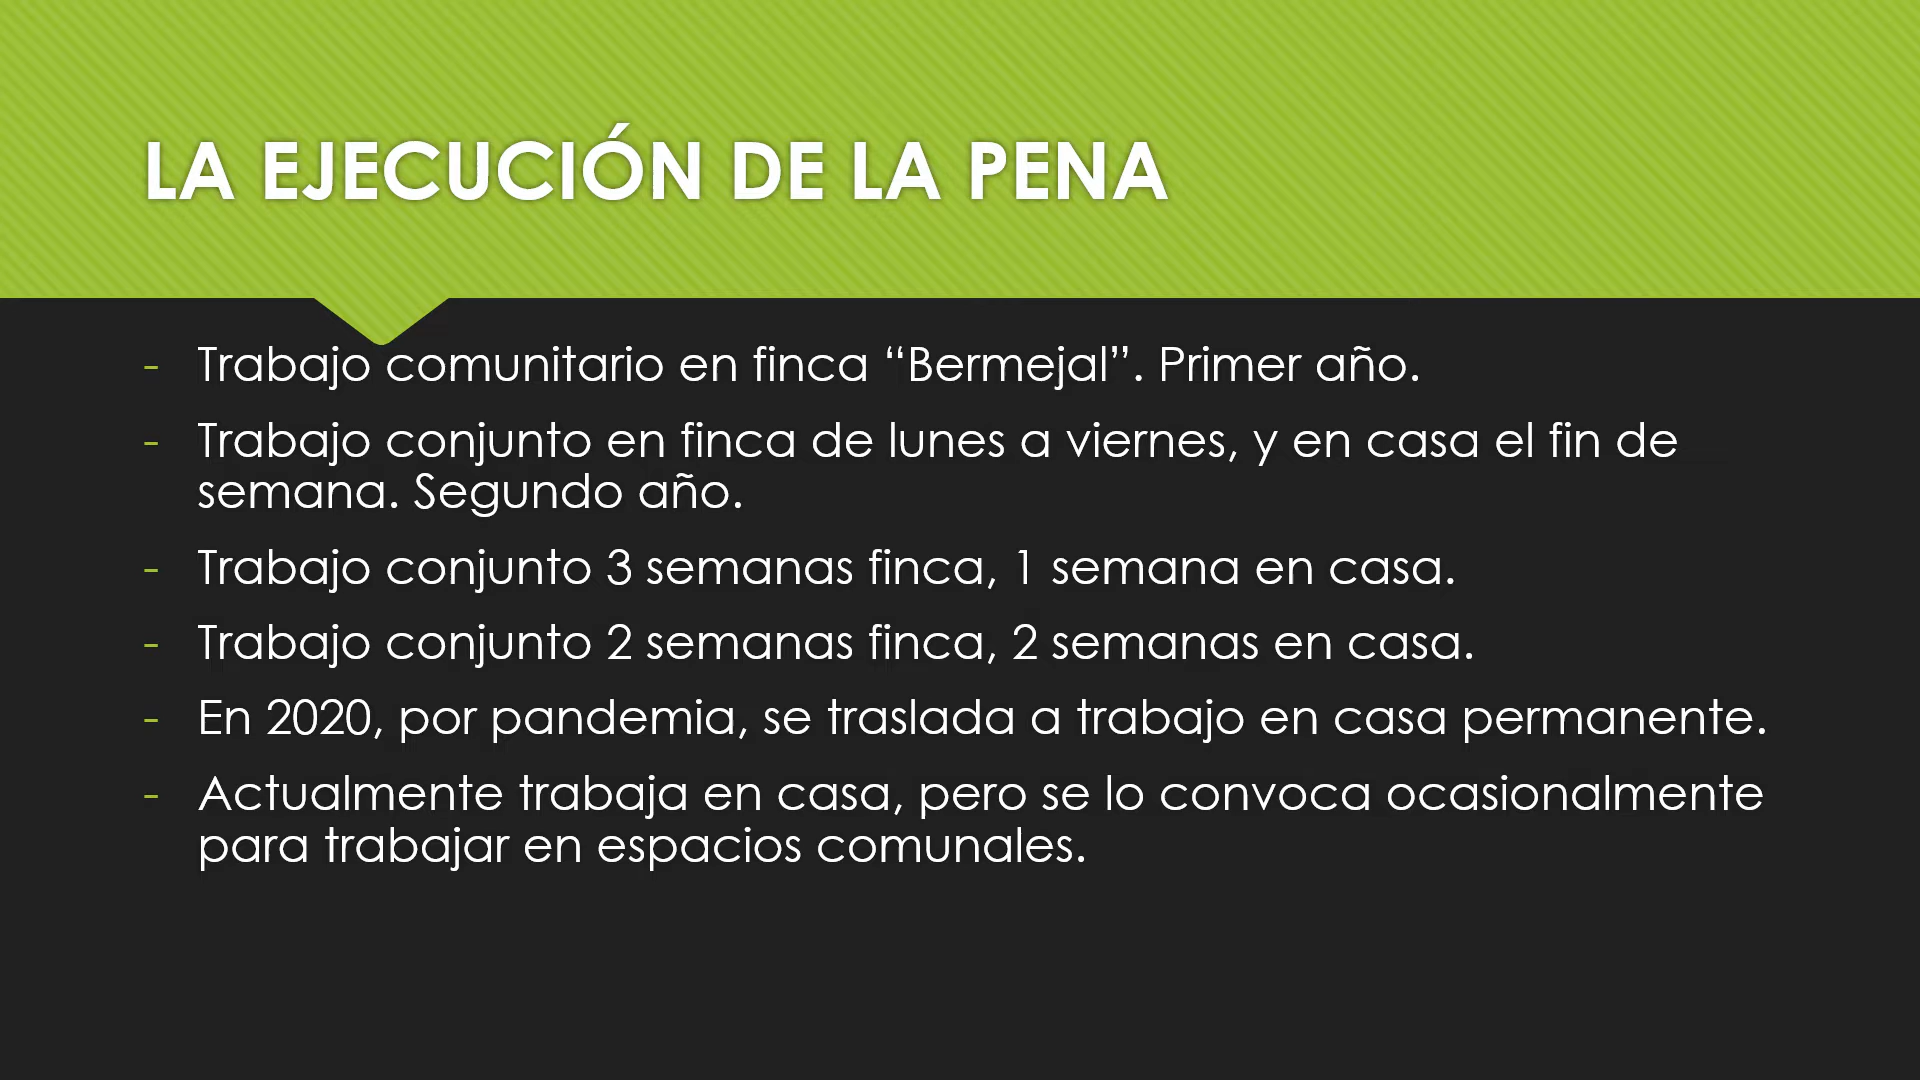 LA EJECUCIÓN DE LA PENA
- Trabajo comunitario en finca “Bermejal”. Primer año.
- Trabajo conjunto en finca de lunes a viernes, y en casa el fin de
semana. Segundo año.
- Trabajo conjunto 3 semanas finca, 1 semana en casa.
- Trabajo conjunto 2 semanas finca, 2 semanas en casa.
- En 2020, por pandemia, se traslada a trabajo en casa permanente.
- Actualmente trabaja en casa, pero se lo convoca ocasionalmente
para trabajar en espacios comunales.